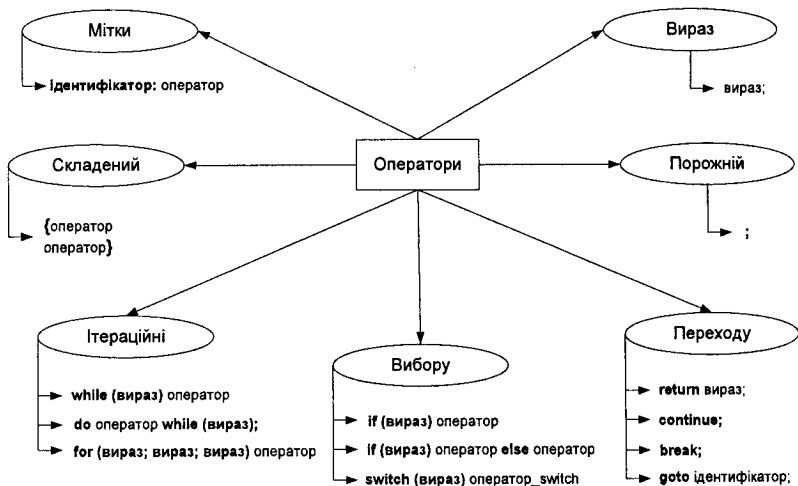 Мітки
ідентифікатор: оператор
Вираз
вираз;
Складений
{оператор
оператор}
Оператори
Порожній
;
Ітераційні
while (вираз) оператор
do оператор while (вираз);
for (вираз; вираз; вираз) оператор
Вибору
if (вираз) оператор
if (вираз) оператор else оператор
switch (вираз) оператор_switch
Переходу
return вираз;
continue;
break;
goto ідентифікатор;